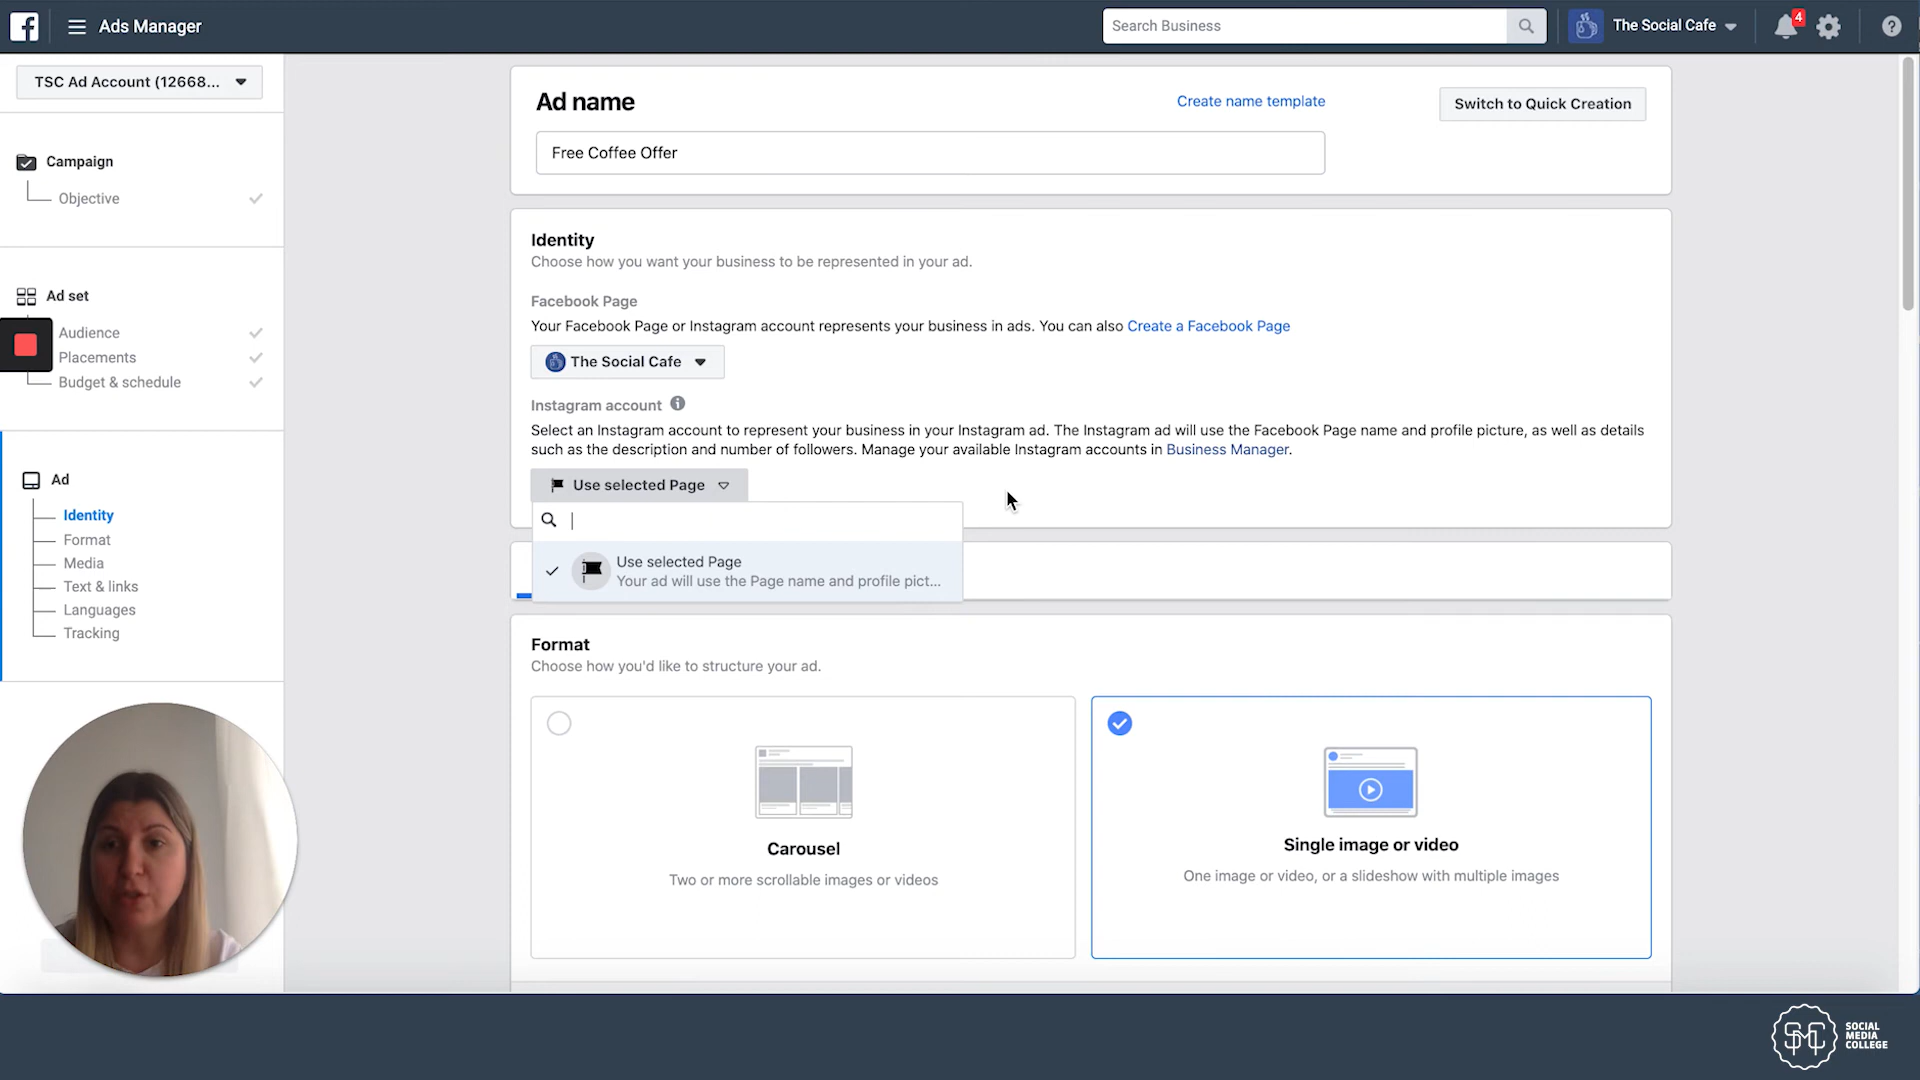 Ads Manager
Search Business
The Social Cafe
4
TSC Ad Account (12668...
Campaign
Objective
Ad set
Audience
Placements
Budget & schedule
Ad
Identity
Format
Media
Text & links
Languages
Tracking
Ad name
Create name template
Switch to Quick Creation
Free Coffee Offer
Identity
Choose how you want your business to be represented in your ad.
Facebook Page
Your Facebook Page or Instagram account represents your business in ads. You can also Create a Facebook Page
The Social Cafe
Instagram account
Select an Instagram account to represent your business in your Instagram ad. The Instagram ad will use the Facebook Page name and profile picture, as well as details
such as the description and number of followers. Manage your available Instagram accounts in Business Manager.
Use selected Page
Use selected Page
Your ad will use the Page name and profile pict...
Format
Choose how you'd like to structure your ad.
Carousel
Two or more scrollable images or videos
Single image or video
One image or video, or a slideshow with multiple images
SMC
SOCIAL
MEDIA
COLLEGE